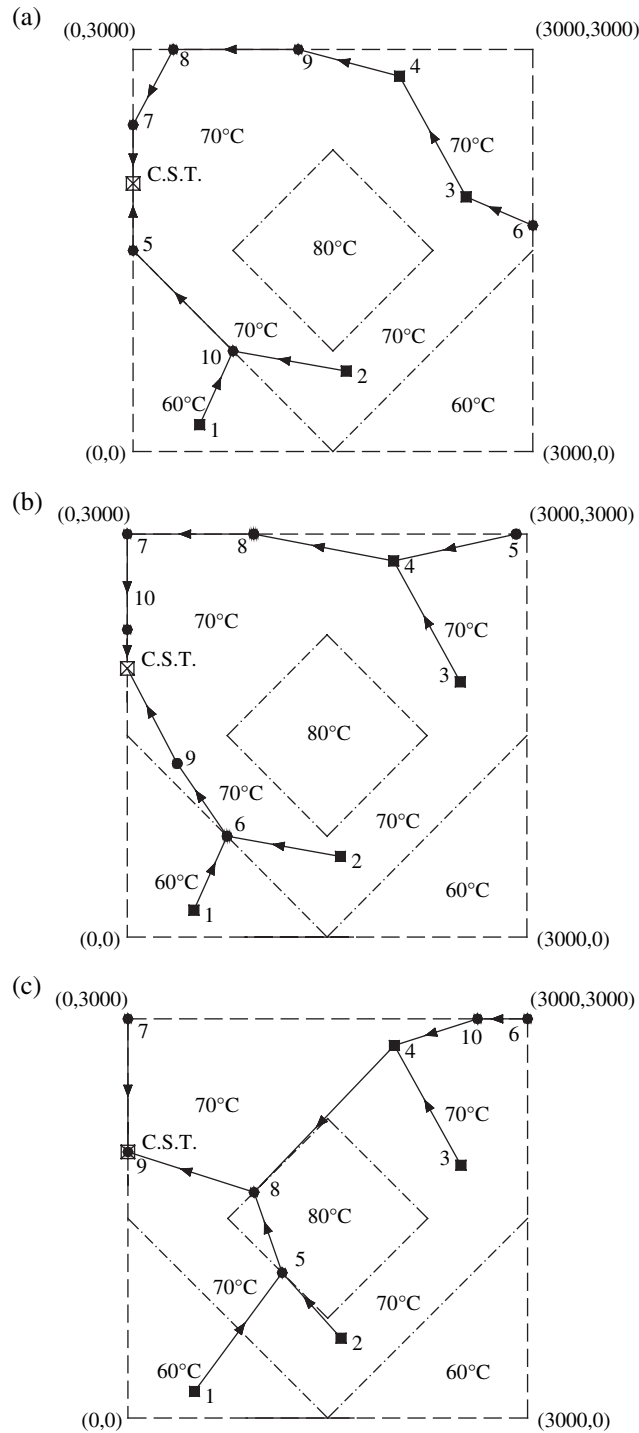 (a)
(0,3000) (3000,3000)
8 9 4
7 70°C 70°C
C.S.T. 3
5 80°C 6
70°C 70°C
10 2
60°C 60°C
1
(0,0) (3000,0)
(b)
(0,3000) (3000,3000)
7 8 5
4
10 70°C 70°C
C.S.T. 3
80°C
9
70°C 70°C
6
2
60°C 60°C
1
(0,0) (3000,0)
(c)
(0,3000) (3000,3000)
7 10 6
4
70°C 70°C
C.S.T. 3
9
8
80°C
5
70°C 70°C
2
60°C 60°C
1
(0,0) (3000,0)